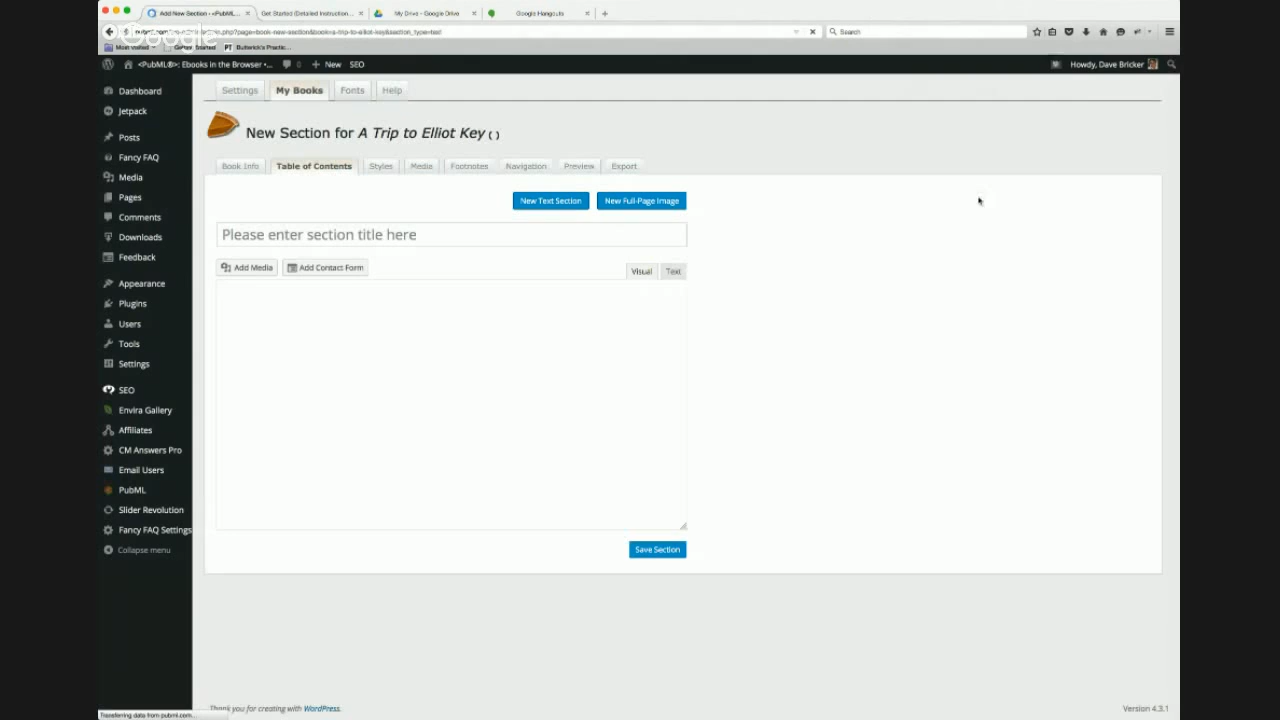 Add New Section - «PubML...
Get Started (Detailed Instruction...
My Drive - Google Drive
Google Hangouts
Google
Search
Most Visited
Getting Started
PT Butterick's Practic...
<PubML®>: Ebooks in the Browser •...
0
New
SEO
Howdy, Dave Bricker
Dashboard
Jetpack
Posts
Fancy FAQ
Media
Pages
Comments
Downloads
Feedback
Appearance
Plugins
Users
Tools
Settings
SEO
Envira Gallery
Affiliates
CM Answers Pro
Email Users
PubML
Slider Revolution
Fancy FAQ Settings
Collapse menu
Settings
My Books
Fonts
Help
New Section for A Trip to Elliot Key ( )
Book Info
Table of Contents
Styles
Media
Footnotes
Navigation
Preview
Export
New Text Section
New Full-Page Image
Please enter section title here
Add Media
Add Contact Form
Visual
Text
Save Section
Thank you for creating with WordPress.
Version 4.3.1
Transferring data from pubml.com...